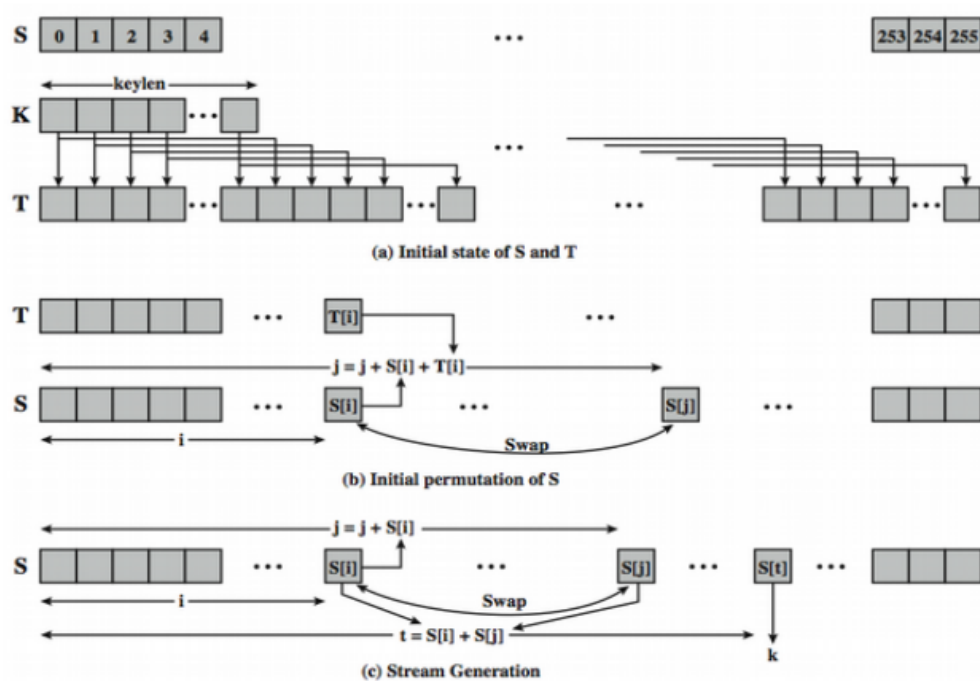 S 0 1 2 3 4 ... 253 254 255
keylen
K ...
...
T ... ... ... ...
(a) Initial state of S and T
T ... T[i] ...
j = j + S[i] + T[i]
S ... S[i] ... S[j] ...
i
Swap
(b) Initial permutation of S
j = j + S[i]
S ... S[i] ... S[j] ... S[t] ...
i
Swap
t = S[i] + S[j]
k
(c) Stream Generation